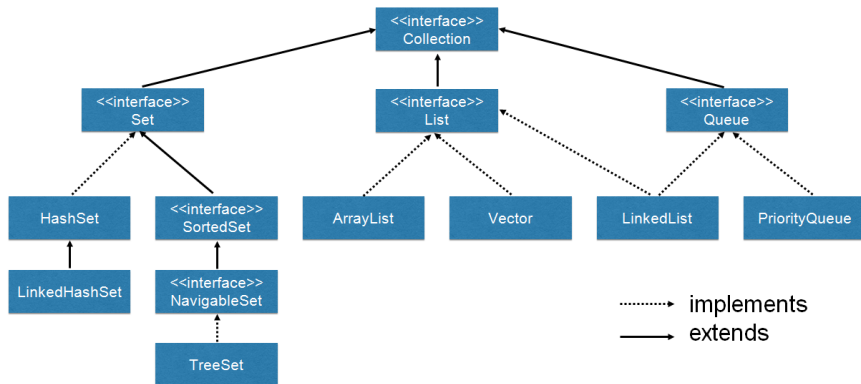 <<interface>>
Collection
<<interface>>
Set
<<interface>>
List
<<interface>>
Queue
HashSet
<<interface>>
SortedSet
ArrayList
Vector
LinkedList
PriorityQueue
LinkedHashSet
<<interface>>
NavigableSet
TreeSet
implements
extends